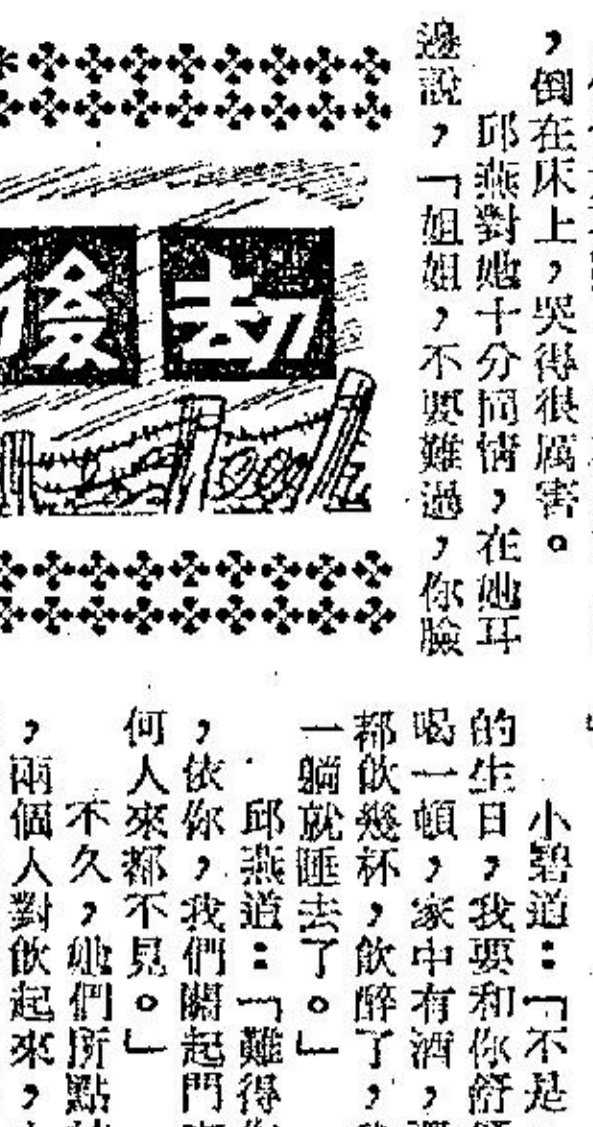 ，倒在床上，哭得很厲害。
邱燕對她十分同情，在她耳
邊說，「姐姐，不要難過，你臉
劫後
小碧道：「不是
的生日，我要和你舒
喝一頓，家中有酒，
都飲幾杯，飲醉了，
一躺就睡去了。」
邱燕道：「難得
，依你，我們關起門
何人來都不見。」
不久，她們所點
，兩個人對飲起來，